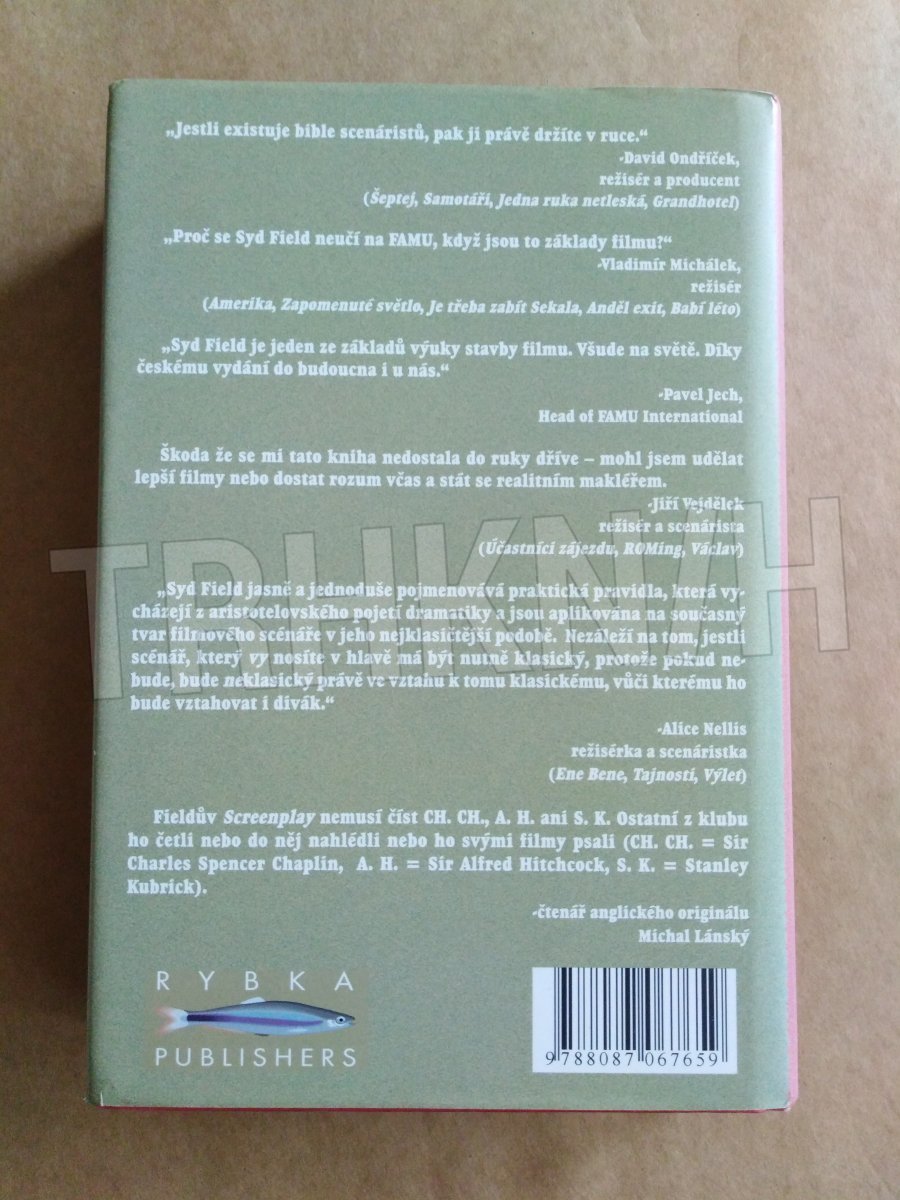 „Jestli existuje bible scenáristů, pak ji právě držíte v ruce.“
-David Ondříček,
režisér a producent
(Šeptej, Samotáři, Jedna ruka netleská, Grandhotel)
„Proč se Syd Field neučí na FAMU, když jsou to základy filmu?“
-Vladimír Michálek,
režisér
(Amerika, Zapomenuté světlo, Je třeba zabít Sekala, Anděl exit, Babí léto)
„Syd Field je jeden ze základů výuky stavby filmu. Všude na světě. Díky
českému vydání do budoucna i u nás.“
-Pavel Jech,
Head of FAMU International
Škoda že se mi tato kniha nedostala do ruky dříve – mohl jsem udělat
lepší filmy nebo dostat rozum včas a stát se realitním makléřem.
-Jiří Vejdělek
režisér a scenárista
(Účastníci zájezdu, ROMing, Václav)
„Syd Field jasně a jednoduše pojmenovává praktická pravidla, která vy-
cházejí z aristotelovského pojetí dramatiky a jsou aplikována na současný
tvar filmového scénáře v jeho nejklasičtější podobě. Nezáleží na tom, jestli
scénář, který vy nosíte v hlavě má být nutně klasický, protože pokud ne-
bude, bude neklasický právě ve vztahu k tomu klasickému, vůči kterému ho
bude vztahovat i divák.“
-Alice Nellis
režisérka a scenáristka
(Ene Bene, Tajnosti, Výlet)
Fieldův Screenplay nemusí číst CH. CH., A. H. ani S. K. Ostatní z klubu
ho četli nebo do něj nahlédli nebo ho svými filmy psali (CH. CH. = Sir
Charles Spencer Chaplin, A. H. = Sir Alfred Hitchcock, S. K. = Stanley
Kubrick).
-čtenář anglického originálu
Michal Lánský
RYBKA
PUBLISHERS
9 788087 067659
TRHKNIH